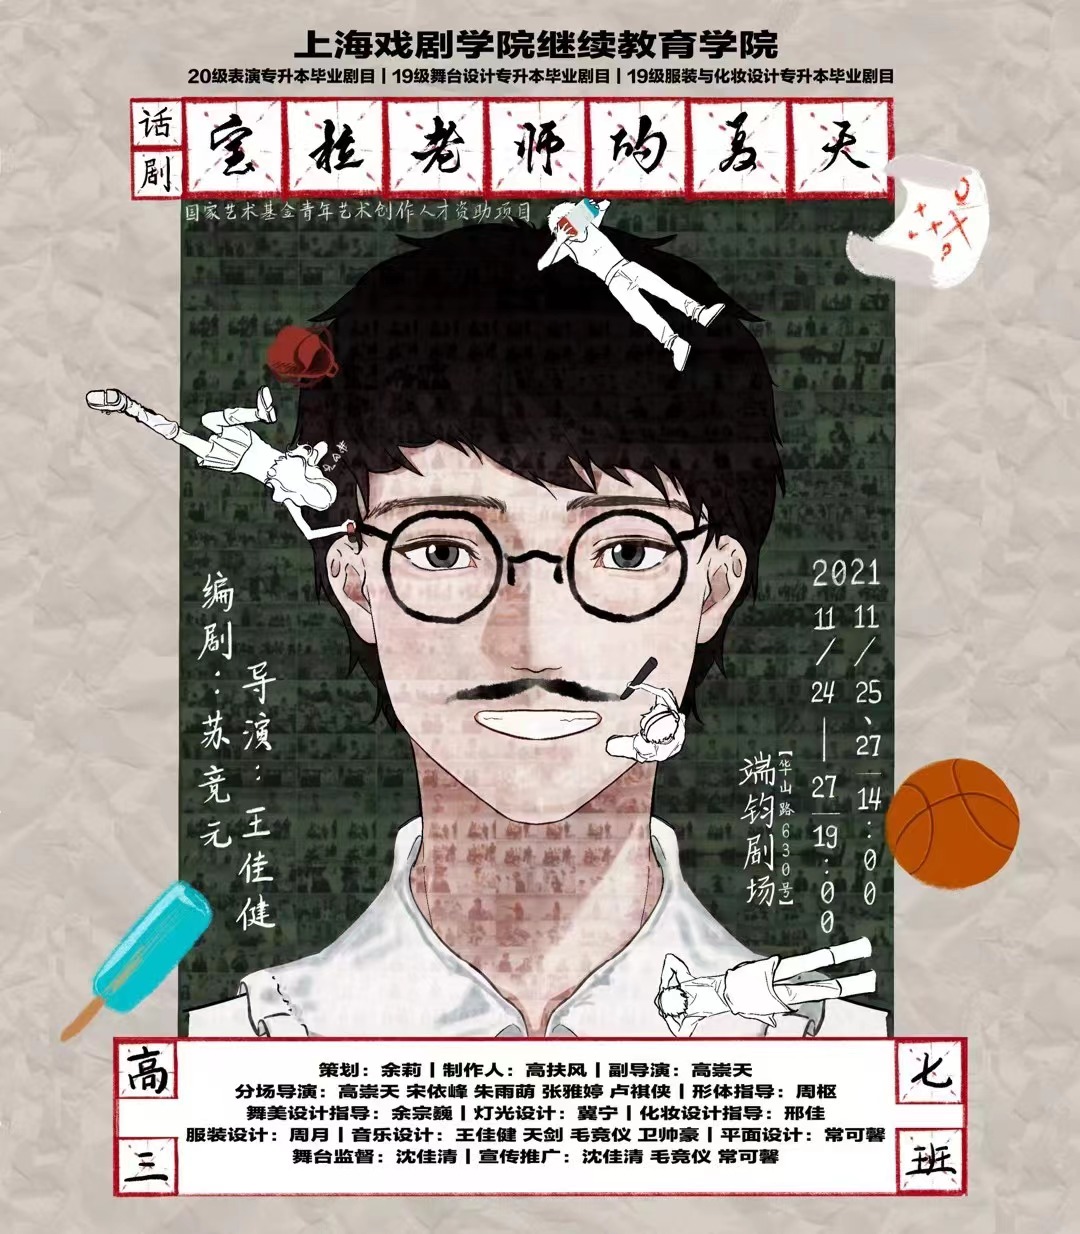 上海戏剧学院继续教育学院
20级表演专升本毕业剧目 | 19级舞台设计专升本毕业剧目 | 19级服装与化妆设计专升本毕业剧目
话剧
宝拉老师的夏天
国家艺术基金青年艺术创作人才资助项目
编剧：苏竞元
导演：王佳健
2021
11/24—27 19:00
11/25、27 14:00
端钧剧场
【华山路630号】
高三
七班
策划：余莉 | 制作人：高扶风 | 副导演：高崇天
分场导演：高崇天 宋依峰 朱雨萌 张雅婷 卢祺侠 | 形体指导：周枢
舞美设计指导：余宗巍 | 灯光设计：冀宁 | 化妆设计指导：邢佳
服装设计：周月 | 音乐设计：王佳健 天剑 毛竞仪 卫帅豪 | 平面设计：常可馨
舞台监督：沈佳清 | 宣传推广：沈佳清 毛竞仪 常可馨